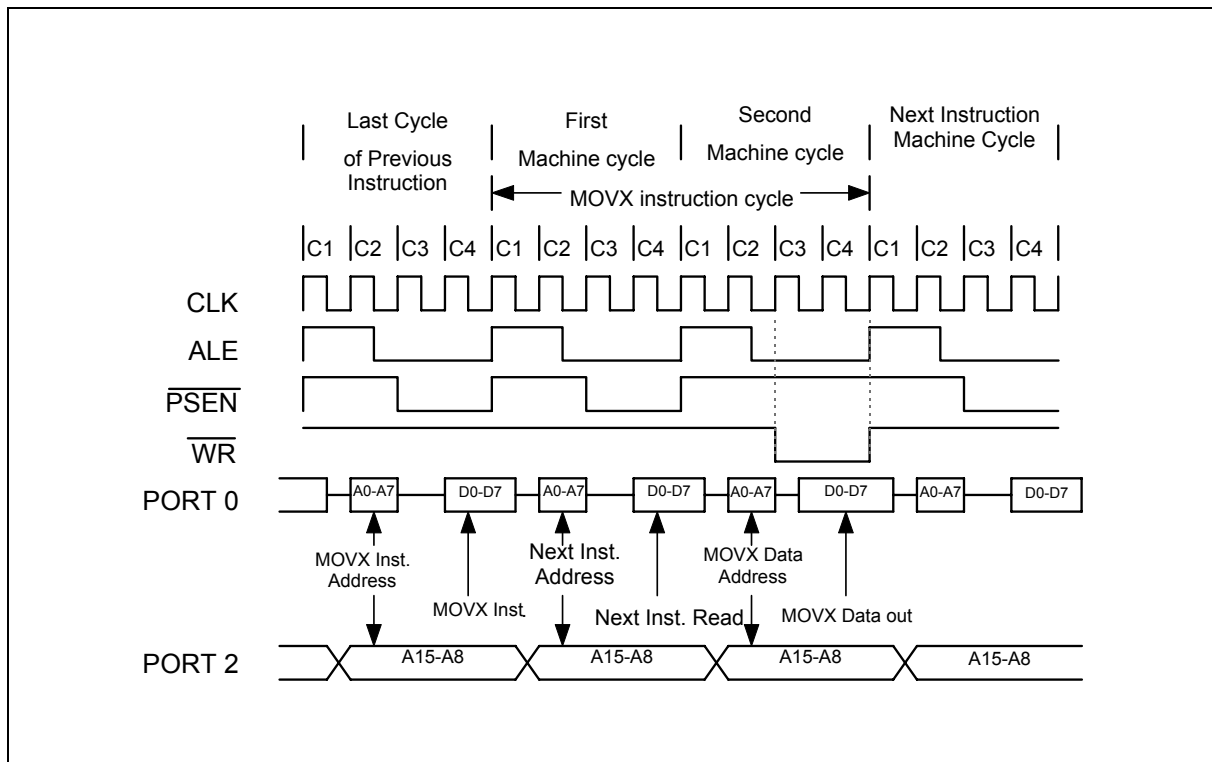 Last Cycle
of Previous
Instruction
First
Machine cycle
Second
Machine cycle
Next Instruction
Machine Cycle
MOVX instruction cycle
C1 C2 C3 C4 C1 C2 C3 C4 C1 C2 C3 C4 C1 C2 C3 C4
CLK
ALE
PSEN
WR
PORT 0
A0-A7 D0-D7 A0-A7 D0-D7 A0-A7 D0-D7 A0-A7 D0-D7
MOVX Inst.
Address
MOVX Inst.
Next Inst.
Address
Next Inst. Read
MOVX Data
Address
MOVX Data out
PORT 2
A15-A8 A15-A8 A15-A8 A15-A8